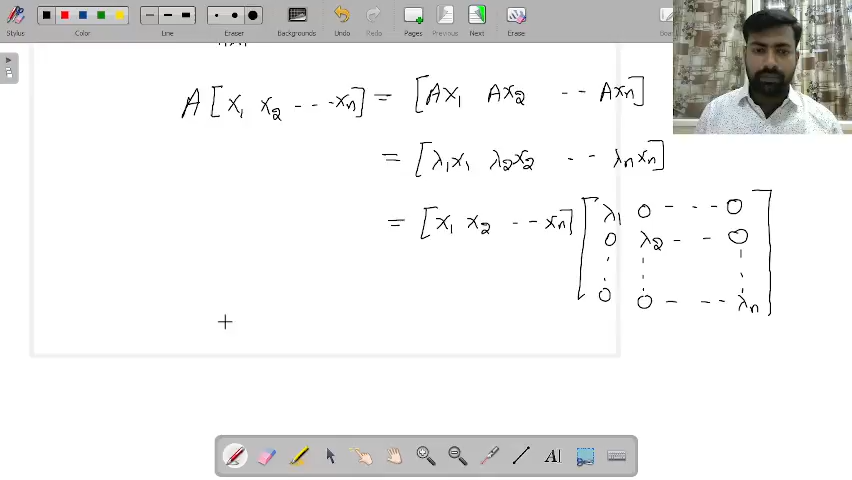 Styles Color Line Eraser Backgrounds Undo Redo Pages Previous Next Erase
A [x₁ x₂ --- -xₙ] = [Ax₁ Ax₂ -- Axₙ]
= [λ₁x₁ λ₂x₂ -- λₙxₙ]
= [x₁ x₂ --xₙ] [λ₁ 0 - - - - 0
0 λ₂ - - - 0
0 0 - - - - λₙ]